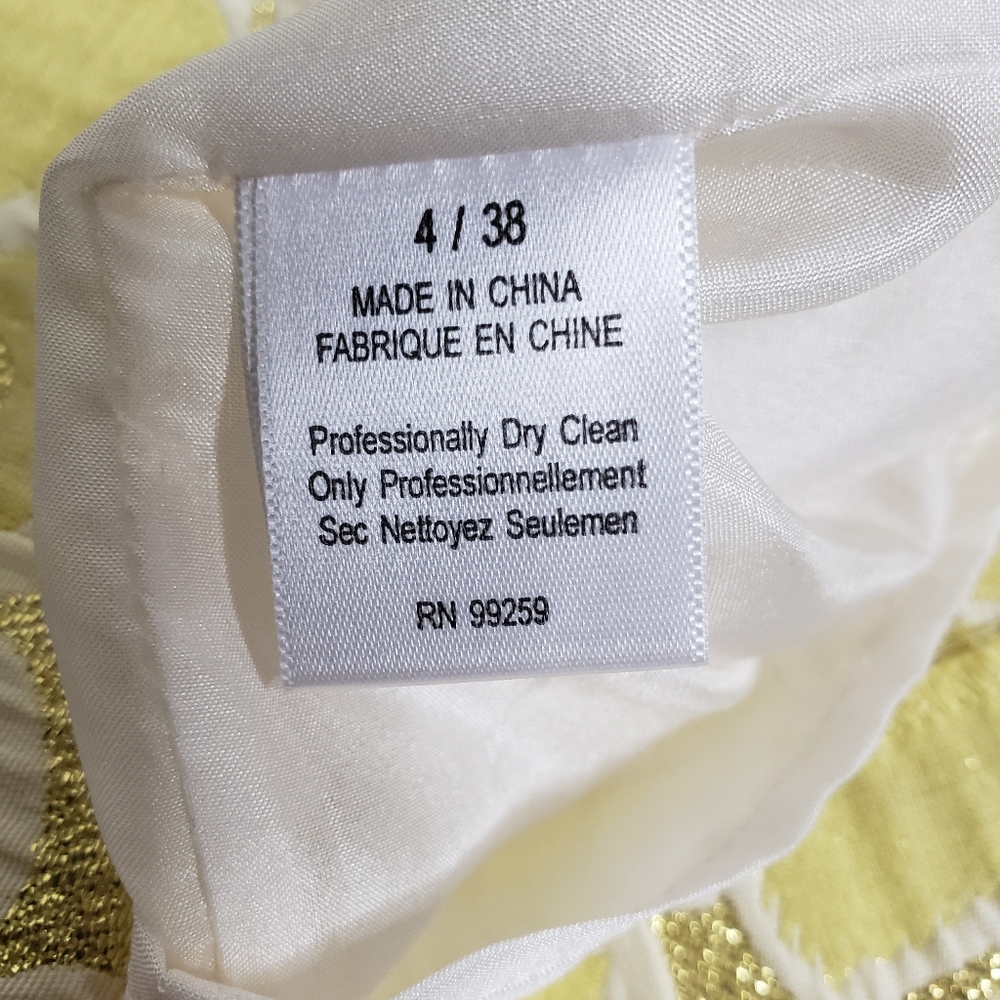 4 / 38
MADE IN CHINA
FABRIQUE EN CHINE
Professionally Dry Clean
Only Professionnellement
Sec Nettoyez Seulemen
RN 99259